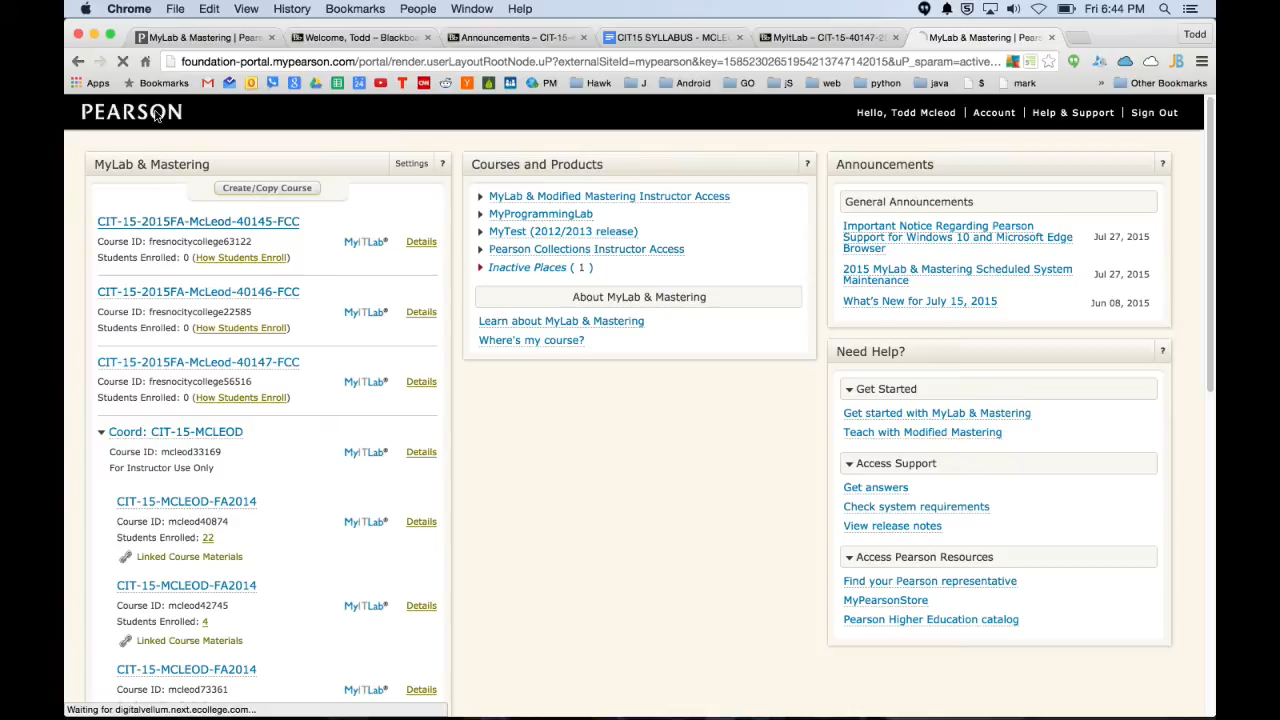 Chrome File Edit View History Bookmarks People Window Help Fri 6:44 PM
MyLab & Mastering | Pears Welcome, Todd – Blackboa Announcements – CIT-15- CIT15 SYLLABUS - MCLE MyItLab – CIT-15-40147-2 MyLab & Mastering | Pears Todd
foundation-portal.mypearson.com/portal/render.userLayoutRootNode.uP?externalSiteId=mypearson&key=15852302651954213747142015&uP_sparam=active...
Apps Bookmarks PM Hawk J Android GO JS web python java $ mark » Other Bookmarks
PEARSON Hello, Todd Mcleod Account Help & Support Sign Out
MyLab & Mastering Settings ?
Create/Copy Course
CIT-15-2015FA-McLeod-40145-FCC
Course ID: fresnocitycollege63122 MyITLab® Details
Students Enrolled: 0 (How Students Enroll)
CIT-15-2015FA-McLeod-40146-FCC
Course ID: fresnocitycollege22585 MyITLab® Details
Students Enrolled: 0 (How Students Enroll)
CIT-15-2015FA-McLeod-40147-FCC
Course ID: fresnocitycollege56516 MyITLab® Details
Students Enrolled: 0 (How Students Enroll)
Coord: CIT-15-MCLEOD
Course ID: mcleod33169 MyITLab® Details
For Instructor Use Only
CIT-15-MCLEOD-FA2014
Course ID: mcleod40874 MyITLab® Details
Students Enrolled: 22
Linked Course Materials
CIT-15-MCLEOD-FA2014
Course ID: mcleod42745 MyITLab® Details
Students Enrolled: 4
Linked Course Materials
CIT-15-MCLEOD-FA2014
Course ID: mcleod73361 MyITLab® Details
Waiting for digitalvellum.next.ecollege.com...
Courses and Products ?
MyLab & Modified Mastering Instructor Access
MyProgrammingLab
MyTest (2012/2013 release)
Pearson Collections Instructor Access
Inactive Places ( 1 )
About MyLab & Mastering
Learn about MyLab & Mastering
Where's my course?
Announcements ?
General Announcements
Important Notice Regarding Pearson
Support for Windows 10 and Microsoft Edge Jul 27, 2015
Browser
2015 MyLab & Mastering Scheduled System Jul 27, 2015
Maintenance
What's New for July 15, 2015 Jun 08, 2015
Need Help? ?
Get Started
Get started with MyLab & Mastering
Teach with Modified Mastering
Access Support
Get answers
Check system requirements
View release notes
Access Pearson Resources
Find your Pearson representative
MyPearsonStore
Pearson Higher Education catalog